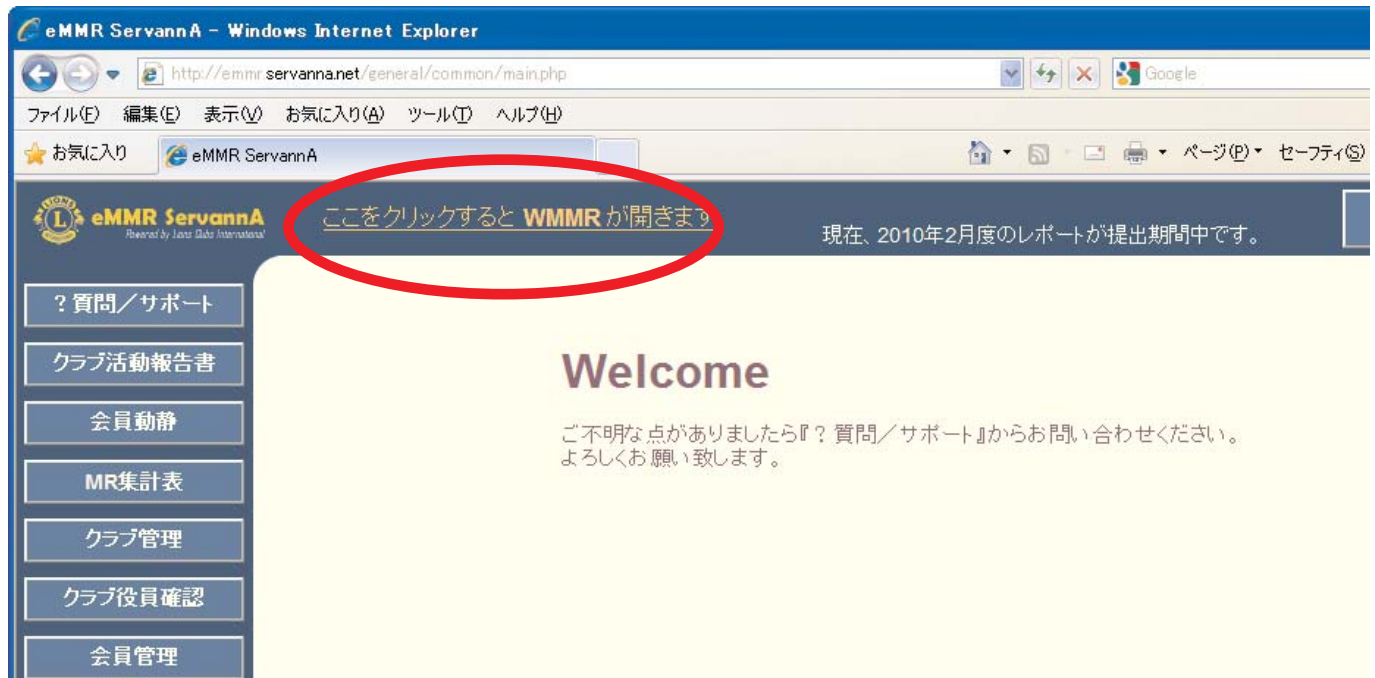 eMMR ServannA - Windows Internet Explorer
http://emmr.servanna.net/general/common/main.php
Google
ファイル(F) 編集(E) 表示(V) お気に入り(A) ツール(T) ヘルプ(H)
お気に入り eMMR ServannA ページ(P) セーフティ(S)
eMMR ServannA
Powered by Lions Clubs International
ここをクリックすると WMMR が開きます
現在、2010年2月度のレポートが提出期間中です。
?質問/サポート
クラブ活動報告書
会員動静
MR集計表
クラブ管理
クラブ役員確認
会員管理
Welcome
ご不明な点がありましたら『?質問/サポート』からお問い合わせください。
よろしくお願い致します。